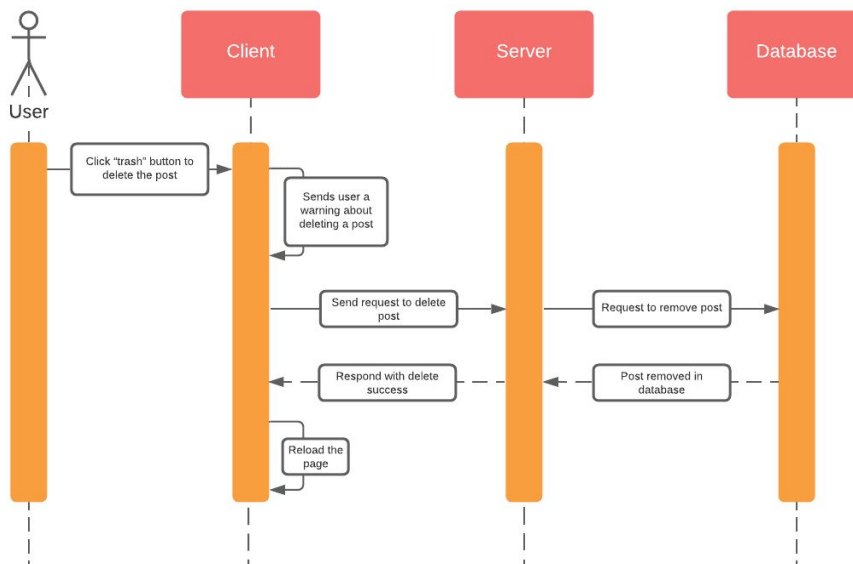 User
Client
Server
Database
Click “trash” button to
delete the post
Sends user a
warning about
deleting a post
Send request to delete
post
Request to remove post
Respond with delete
success
Post removed in
database
Reload the
page